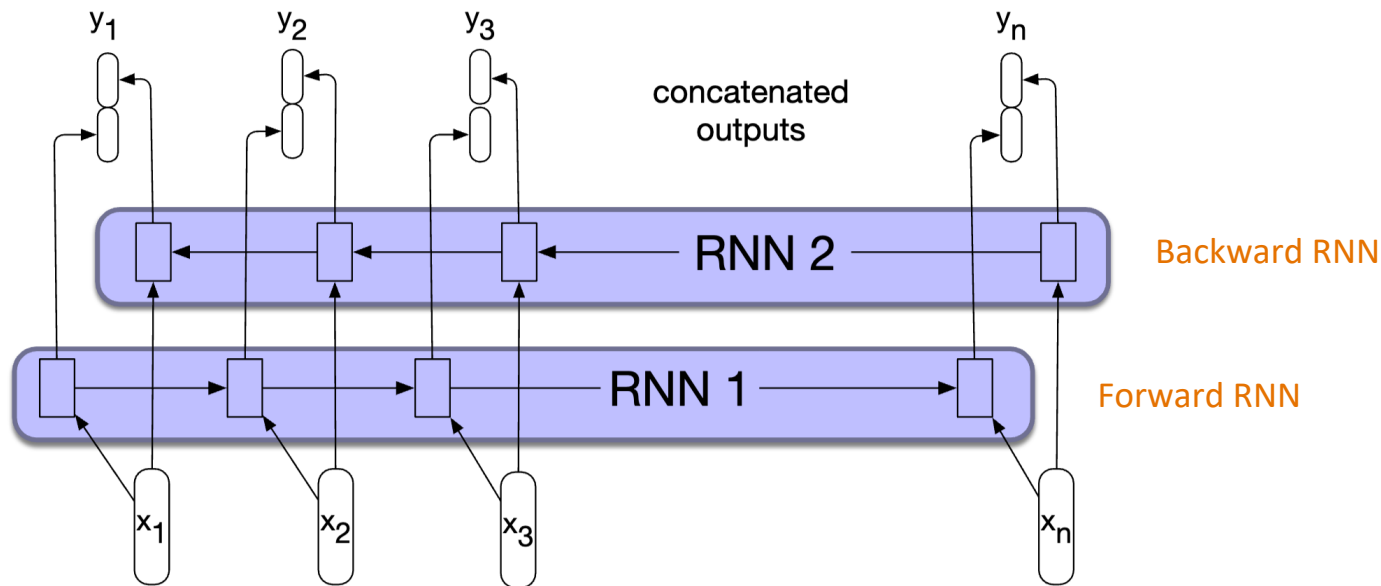 y1
y2
y3
yn
concatenated
outputs
RNN 2
Backward RNN
RNN 1
Forward RNN
x1
x2
x3
xn